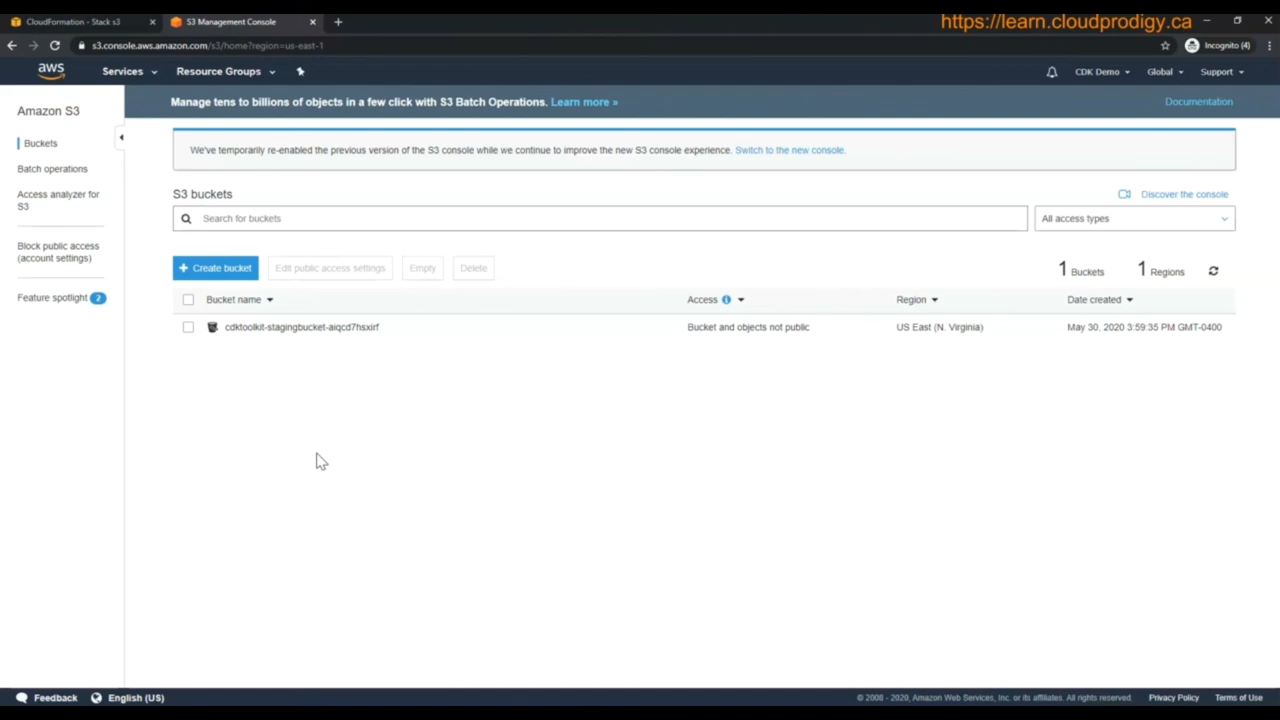 CloudFormation - Stack s3
S3 Management Console
https://learn.cloudprodigy.ca
s3.console.aws.amazon.com/s3/home?region=us-east-1
Incognito (4)
aws
Services
Resource Groups
CDK Demo
Global
Support
Amazon S3
Manage tens to billions of objects in a few click with S3 Batch Operations. Learn more »
Documentation
Buckets
Batch operations
Access analyzer for
S3
Block public access
(account settings)
Feature spotlight 2
We've temporarily re-enabled the previous version of the S3 console while we continue to improve the new S3 console experience. Switch to the new console.
S3 buckets
Discover the console
Search for buckets
All access types
+ Create bucket
Edit public access settings
Empty
Delete
1 Buckets
1 Regions
Bucket name
Access
Region
Date created
cdktoolkit-stagingbucket-aiqcd7hsxirf
Bucket and objects not public
US East (N. Virginia)
May 30, 2020 3:59:35 PM GMT-0400
Feedback
English (US)
© 2008 - 2020, Amazon Web Services, Inc. or its affiliates. All rights reserved.
Privacy Policy
Terms of Use